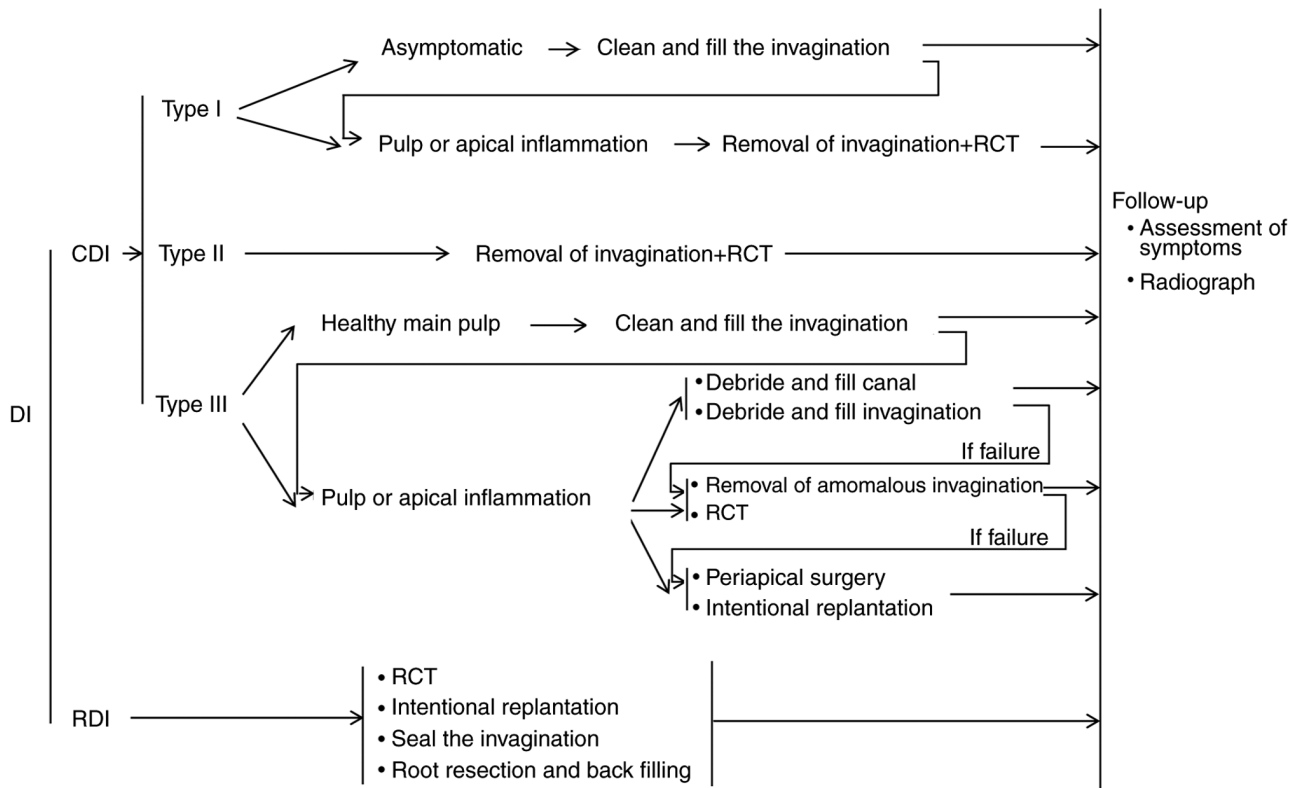 Asymptomatic
Clean and fill the invagination
Type I
Pulp or apical inflammation
Removal of invagination+RCT
Follow-up
• Assessment of
symptoms
• Radiograph
CDI
Type II
Removal of invagination+RCT
Healthy main pulp
Clean and fill the invagination
Type III
• Debride and fill canal
• Debride and fill invagination
DI
If failure
Pulp or apical inflammation
• Removal of amomalous invagination
• RCT
If failure
• Periapical surgery
• Intentional replantation
RDI
• RCT
• Intentional replantation
• Seal the invagination
• Root resection and back filling